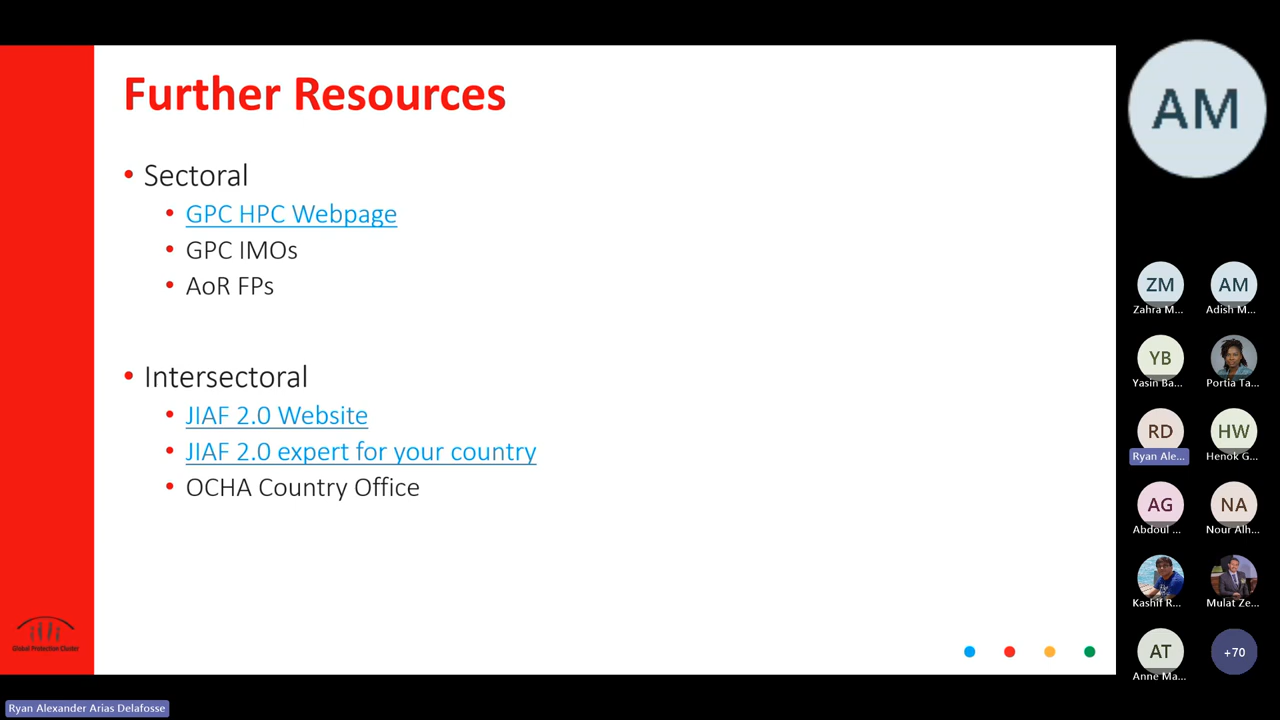 Further Resources
• Sectoral
• GPC HPC Webpage
• GPC IMOs
• AoR FPs
• Intersectoral
• JIAF 2.0 Website
• JIAF 2.0 expert for your country
• OCHA Country Office
Global Protection Cluster
AM
ZM
AM
Zahra M...
Adish M...
YB
Yasin Ba...
Portia Ta...
RD
HW
Ryan Ale...
Henok G...
AG
NA
Abdoul ...
Nour Alh...
Kashif R...
Mulat Ze...
AT
+70
Anne Ma...
Ryan Alexander Arias Delafosse